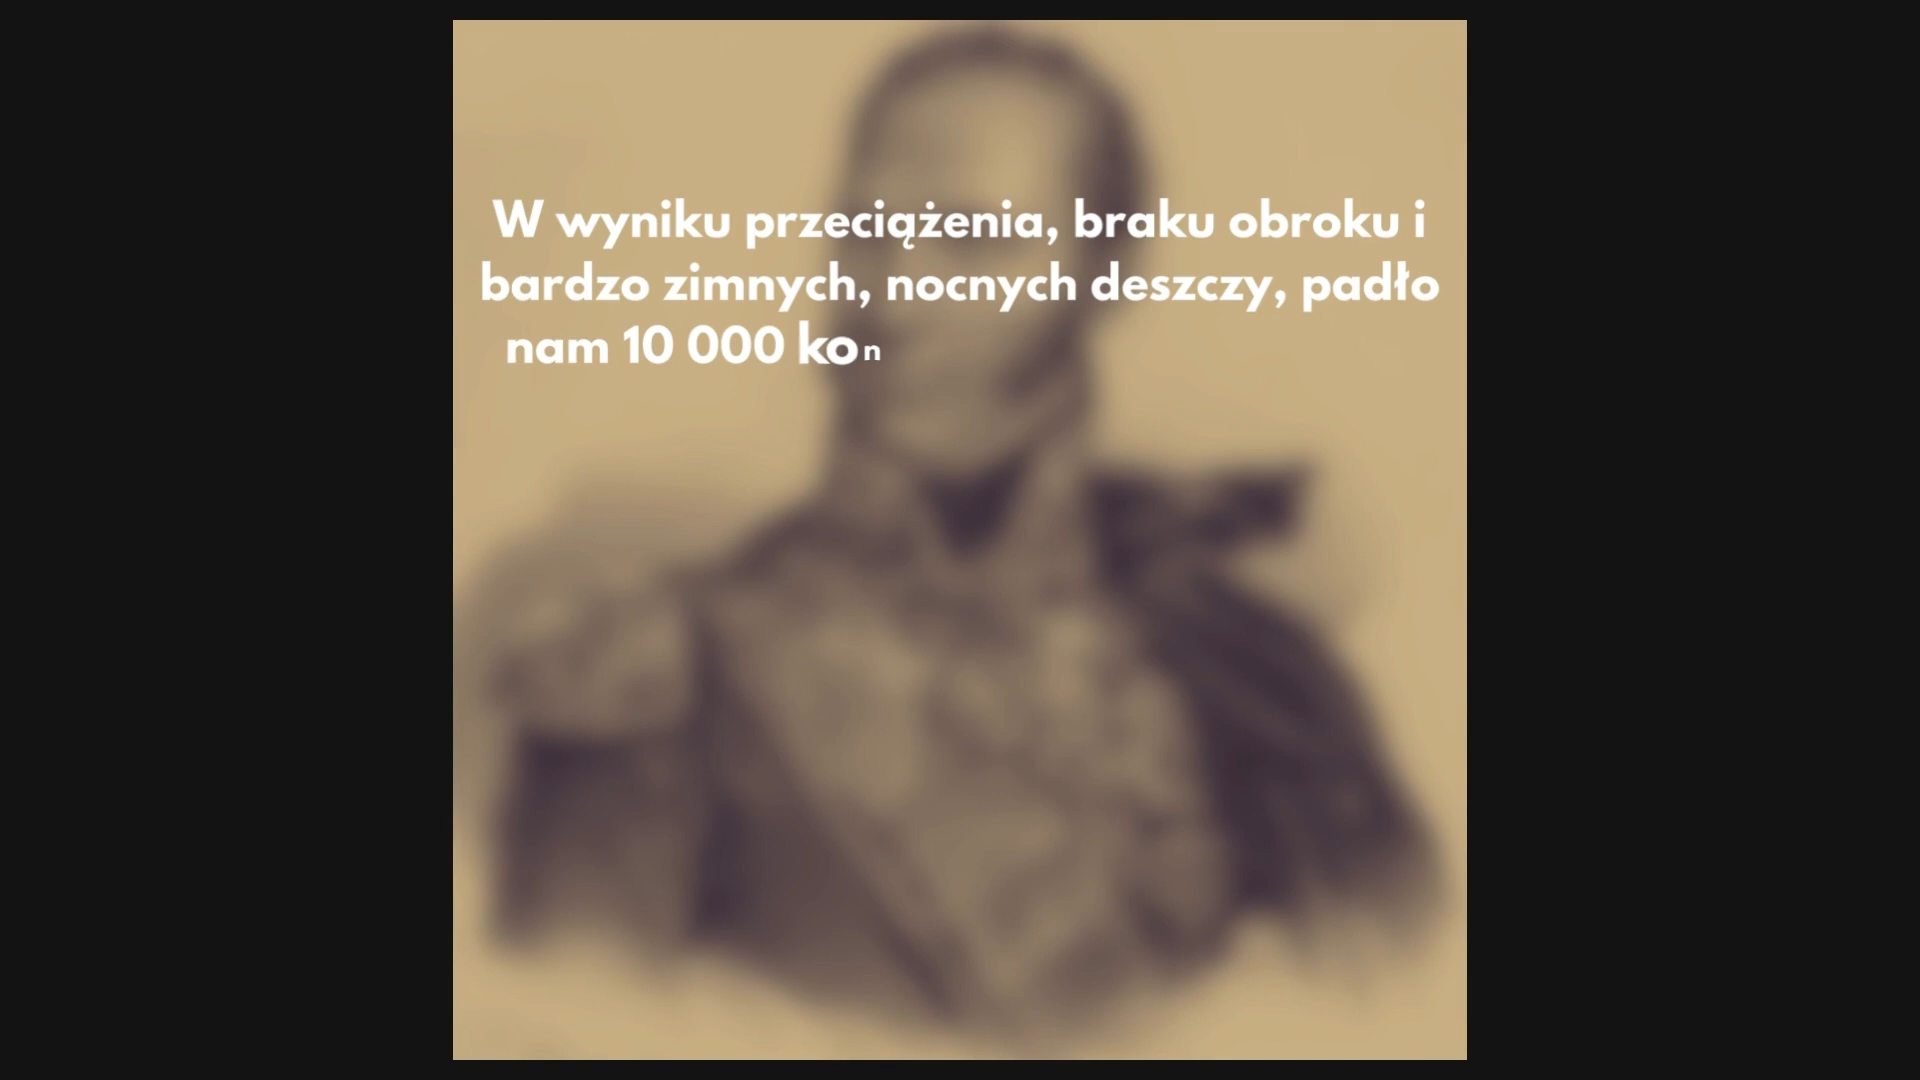 W wyniku przeciążenia, braku obroku i
bardzo zimnych, nocnych deszczy, padło
nam 10 000 kon